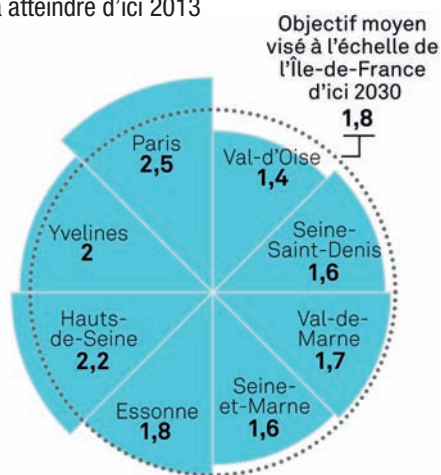 à atteindre d'ici 2013
Objectif moyen
visé à l'échelle de
l'Île-de-France
d'ici 2030
1,8
Paris
2,5
Val-d'Oise
1,4
Seine-
Saint-Denis
1,6
Val-de-
Marne
1,7
Seine-
et-Marne
1,6
Essonne
1,8
Hauts-
de-Seine
2,2
Yvelines
2